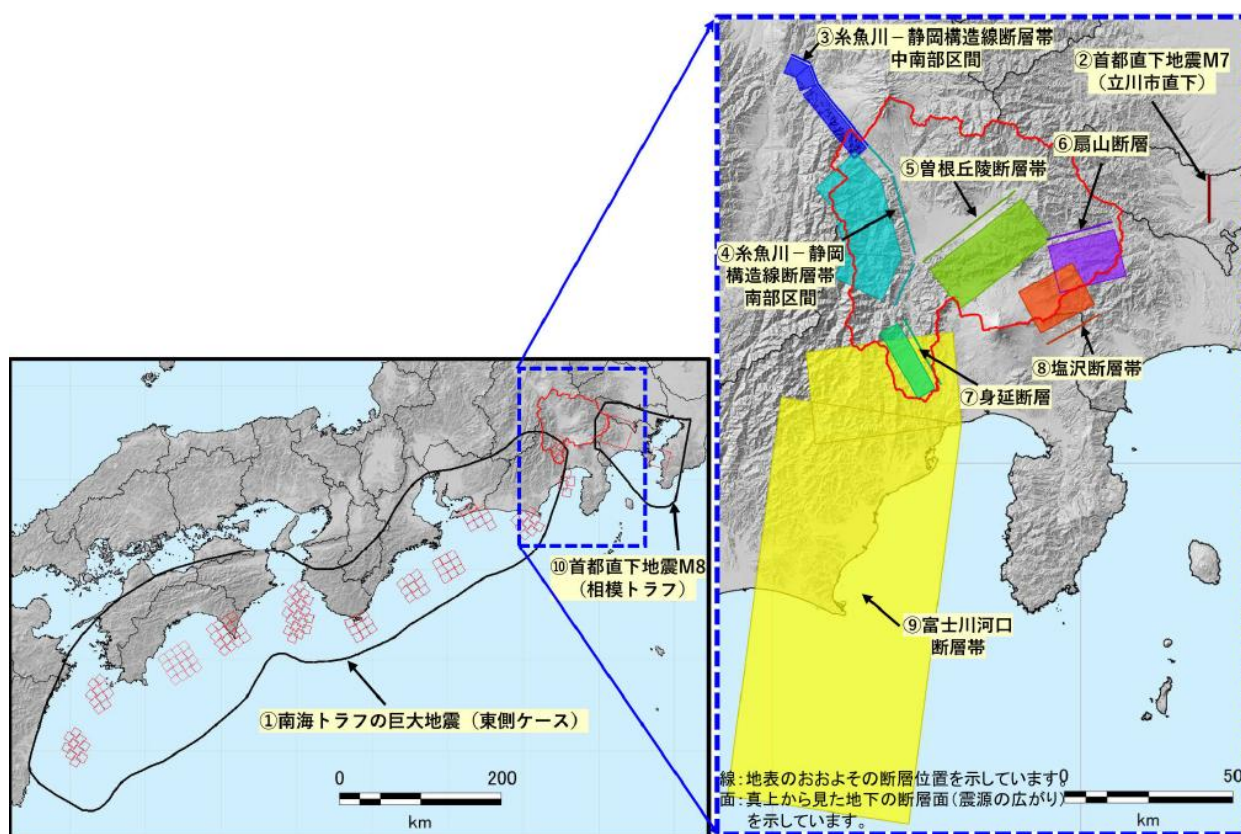 ③糸魚川－静岡構造線断層帯
中南部区間
②首都直下地震M7
（立川市直下）
⑥扇山断層
⑤曽根丘陵断層帯
④糸魚川－静岡
構造線断層帯
南部区間
⑧塩沢断層帯
⑦身延断層
⑨富士川河口
断層帯
⑩首都直下地震M8
（相模トラフ）
①南海トラフの巨大地震（東側ケース）
0 200
km
線：地表のおおよその断層位置を示しています。
面：真上から見た地下の断層面（震源の広がり）
を示しています。
0 50
km